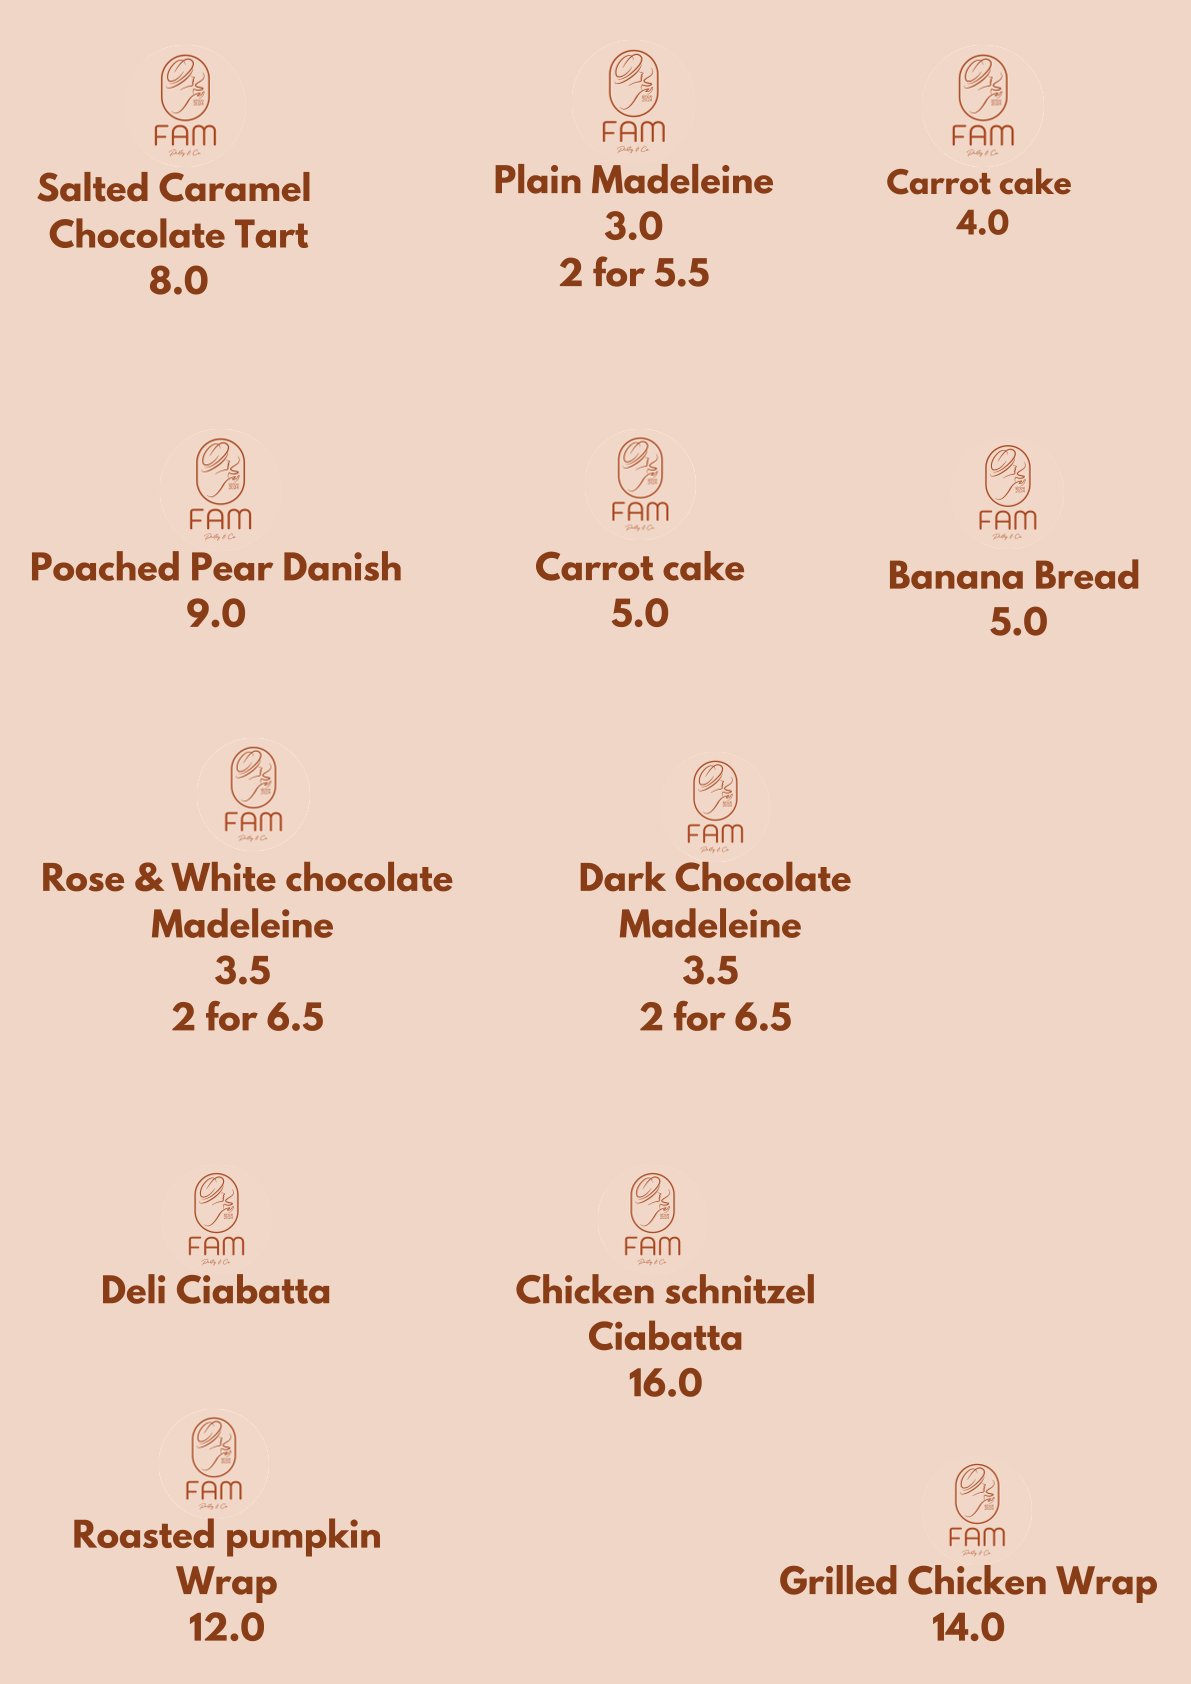 FAM
Salted Caramel
Chocolate Tart
8.0
FAM
Plain Madeleine
3.0
2 for 5.5
FAM
Carrot cake
4.0
FAM
Poached Pear Danish
9.0
FAM
Carrot cake
5.0
FAM
Banana Bread
5.0
FAM
Rose & White chocolate
Madeleine
3.5
2 for 6.5
FAM
Dark Chocolate
Madeleine
3.5
2 for 6.5
FAM
Deli Ciabatta
FAM
Chicken schnitzel
Ciabatta
16.0
FAM
Roasted pumpkin
Wrap
12.0
FAM
Grilled Chicken Wrap
14.0